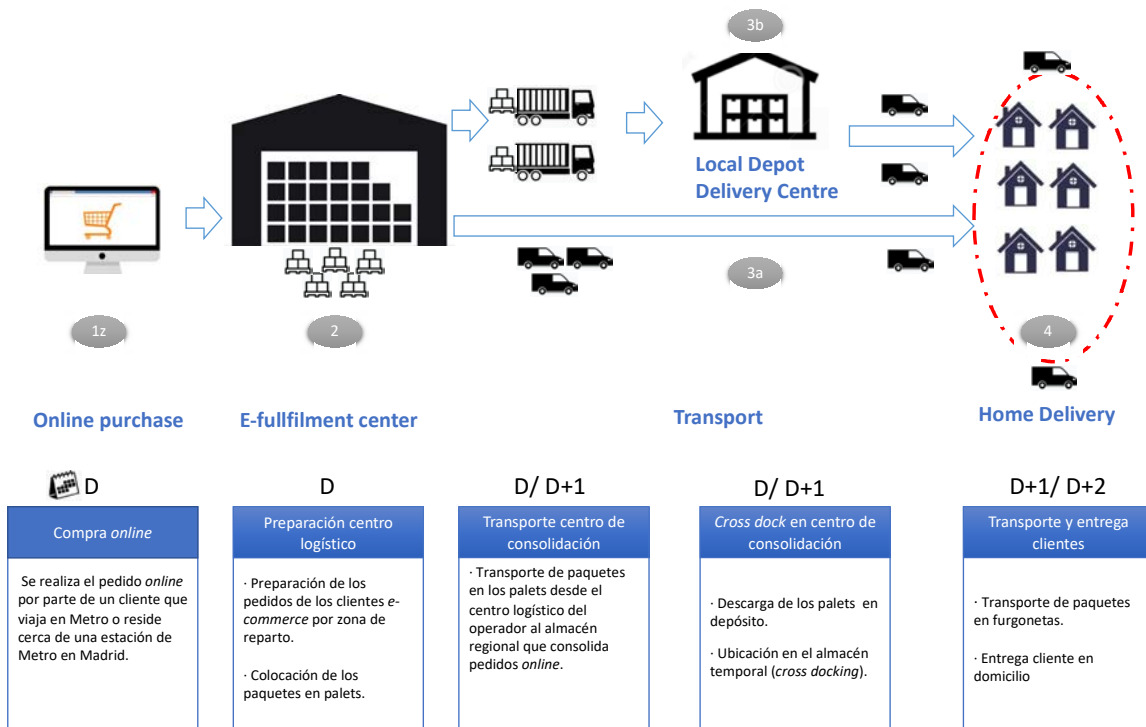 3b
Local Depot
Delivery Centre
3a
1z
2
4
Online purchase
E-fullfilment center
Transport
Home Delivery
D
D
D/ D+1
D/ D+1
D+1/ D+2
Compra online
Se realiza el pedido online
por parte de un cliente que
viaja en Metro o reside
cerca de una estación de
Metro en Madrid.
Preparación centro
logístico
· Preparación de los
pedidos de los clientes e-
commerce por zona de
reparto.
· Colocación de los
paquetes en palets.
Transporte centro de
consolidación
· Transporte de paquetes
en los palets desde el
centro logístico del
operador al almacén
regional que consolida
pedidos online.
Cross dock en centro de
consolidación
· Descarga de los palets en
depósito.
· Ubicación en el almacén
temporal (cross docking).
Transporte y entrega
clientes
· Transporte de paquetes
en furgonetas.
· Entrega cliente en
domicilio